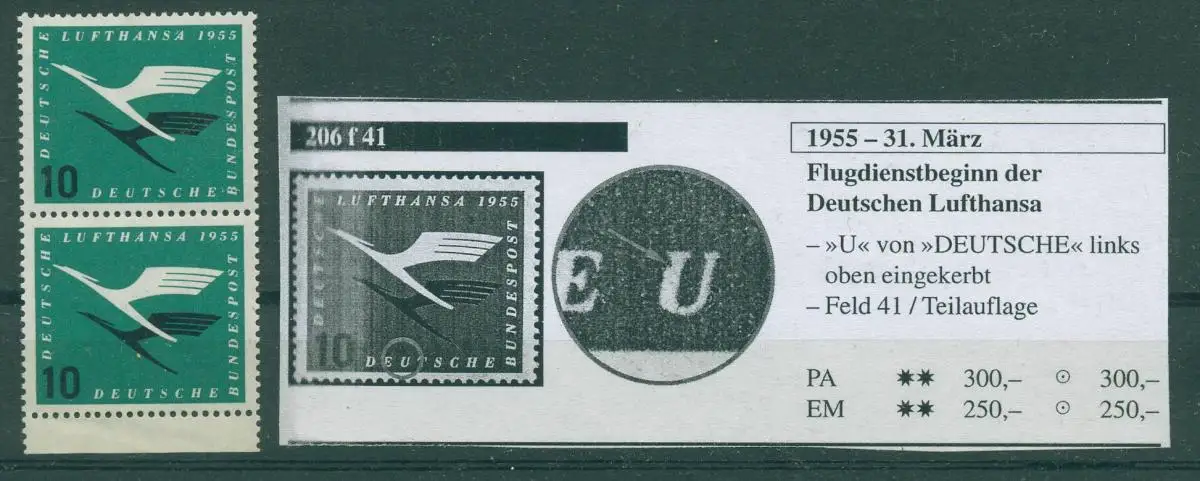 LUFTHANSA 1955
DEUTSCHE
BUNDESPOST
10
DEUTSCHE
LUFTHANSA 1955
DEUTSCHE
BUNDESPOST
10
DEUTSCHE
206 f 41
LUFTHANSA 1955
DEUTSCHE
BUNDESPOST
10
DEUTSCHE
E U
1955 – 31. März
Flugdienstbeginn der
Deutschen Lufthansa
– »U« von »DEUTSCHE« links
oben eingekerbt
– Feld 41 / Teilauflage
PA ✷✷ 300,– ⊙ 300,–
EM ✷✷ 250,– ⊙ 250,–